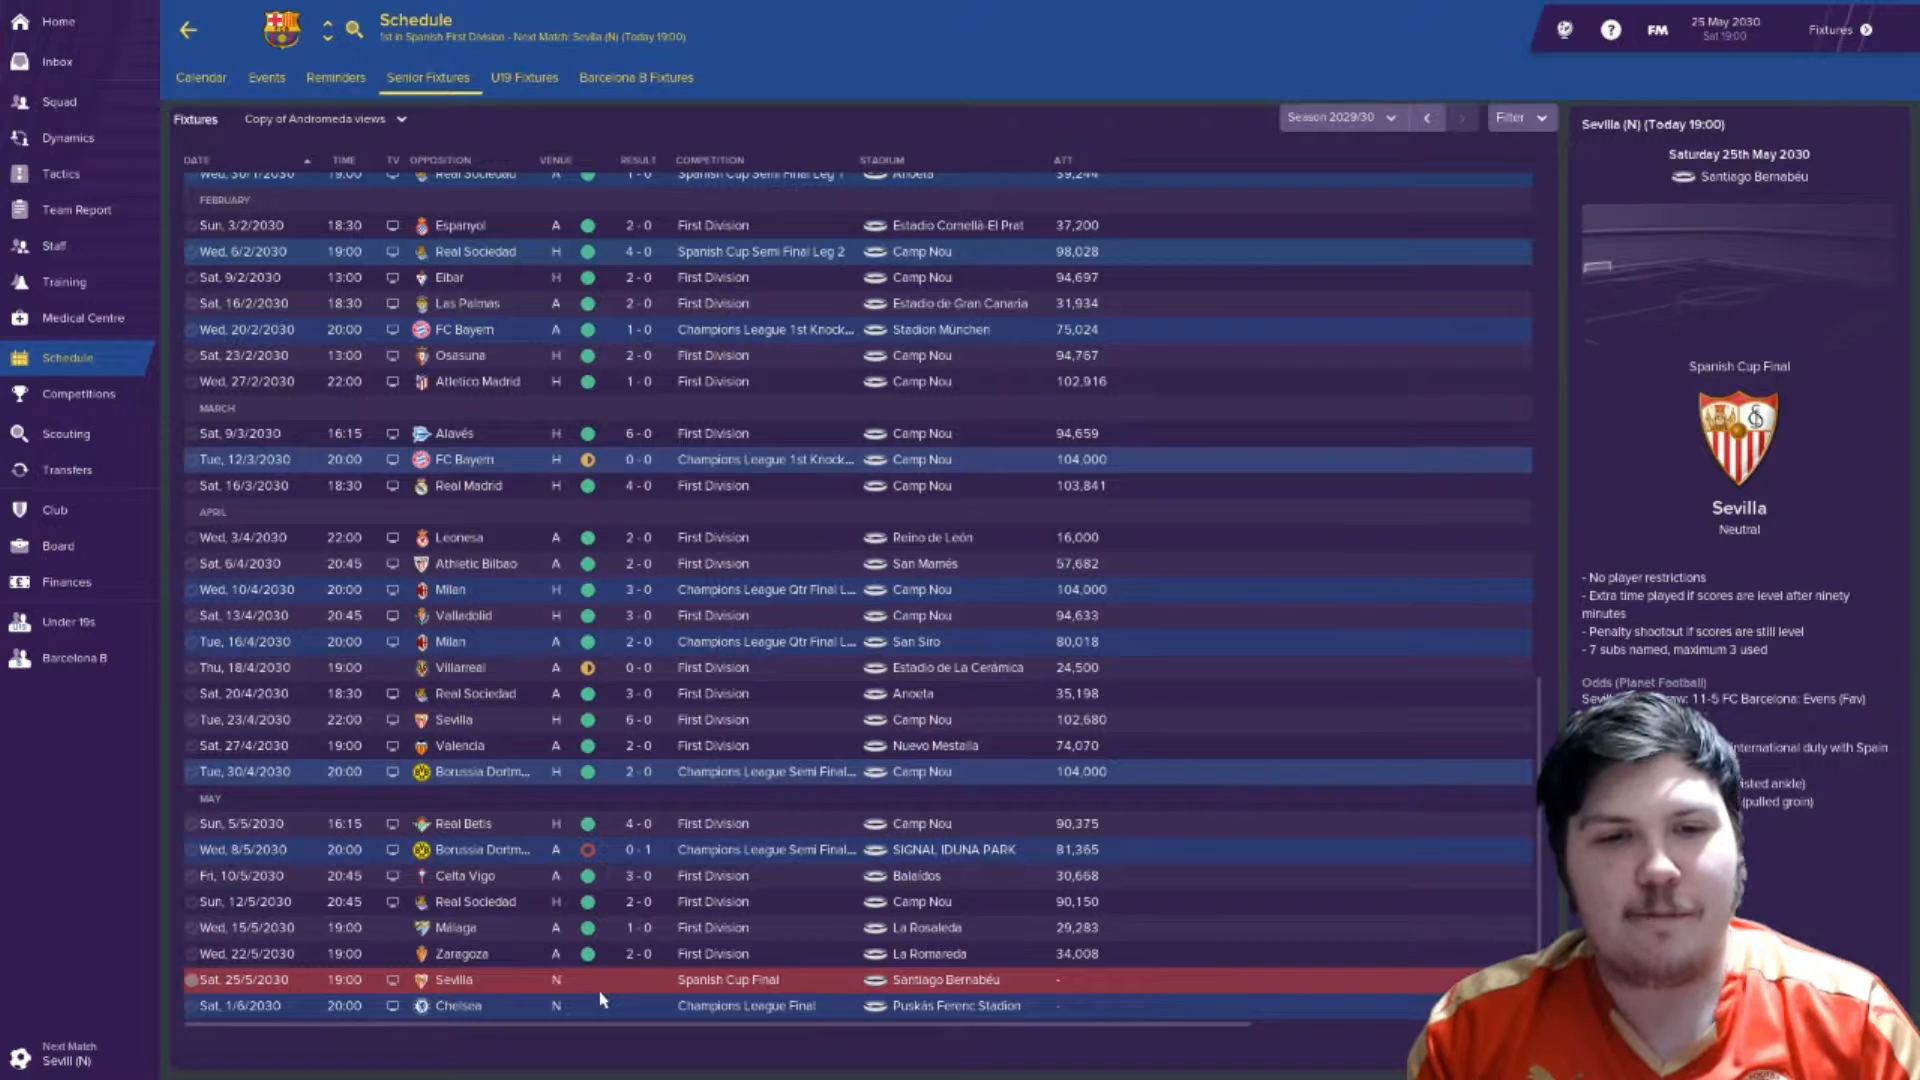 Home
Inbox
Squad
Dynamics
Tactics
Team Report
Staff
Training
Medical Centre
Schedule
Competitions
Scouting
Transfers
Club
Board
Finances
Under 19s
Barcelona B
Next Match
Sevill (N)
Schedule
1st in Spanish First Division - Next Match: Sevilla (N) (Today 19:00)
FM
25 May 2030
Sat 19:00
Fixtures
Calendar Events Reminders Senior Fixtures U19 Fixtures Barcelona B Fixtures
Fixtures Copy of Andromeda views Season 2029/30 Filter
DATE TIME TV OPPOSITION VENUE RESULT COMPETITION STADIUM ATT
Wed, 30/1/2030 19:00 Real Sociedad A 1 - 0 Spanish Cup Semi Final Leg 1 Anoeta 39,244
FEBRUARY
Sun, 3/2/2030 18:30 Espanyol A 2 - 0 First Division Estadio Cornellà-El Prat 37,200
Wed, 6/2/2030 19:00 Real Sociedad H 4 - 0 Spanish Cup Semi Final Leg 2 Camp Nou 98,028
Sat, 9/2/2030 13:00 Eibar H 2 - 0 First Division Camp Nou 94,697
Sat, 16/2/2030 18:30 Las Palmas A 2 - 0 First Division Estadio de Gran Canaria 31,934
Wed, 20/2/2030 20:00 FC Bayern A 1 - 0 Champions League 1st Knock... Stadion München 75,024
Sat, 23/2/2030 13:00 Osasuna H 2 - 0 First Division Camp Nou 94,767
Wed, 27/2/2030 22:00 Atletico Madrid H 1 - 0 First Division Camp Nou 102,916
MARCH
Sat, 9/3/2030 16:15 Alavés H 6 - 0 First Division Camp Nou 94,659
Tue, 12/3/2030 20:00 FC Bayern H 0 - 0 Champions League 1st Knock... Camp Nou 104,000
Sat, 16/3/2030 18:30 Real Madrid H 4 - 0 First Division Camp Nou 103,841
APRIL
Wed, 3/4/2030 22:00 Leonesa A 2 - 0 First Division Reino de León 16,000
Sat, 6/4/2030 20:45 Athletic Bilbao A 2 - 0 First Division San Mamés 57,682
Wed, 10/4/2030 20:00 Milan H 3 - 0 Champions League Qtr Final L... Camp Nou 104,000
Sat, 13/4/2030 20:45 Valladolid H 3 - 0 First Division Camp Nou 94,633
Tue, 16/4/2030 20:00 Milan A 2 - 0 Champions League Qtr Final L... San Siro 80,018
Thu, 18/4/2030 19:00 Villarreal A 0 - 0 First Division Estadio de La Cerámica 24,500
Sat, 20/4/2030 18:30 Real Sociedad A 3 - 0 First Division Anoeta 35,198
Tue, 23/4/2030 22:00 Sevilla H 6 - 0 First Division Camp Nou 102,680
Sat, 27/4/2030 19:00 Valencia A 2 - 0 First Division Nuevo Mestalla 74,070
Tue, 30/4/2030 20:00 Borussia Dortm... H 2 - 0 Champions League Semi Final... Camp Nou 104,000
MAY
Sun, 5/5/2030 16:15 Real Betis H 4 - 0 First Division Camp Nou 90,375
Wed, 8/5/2030 20:00 Borussia Dortm... A 0 - 1 Champions League Semi Final... SIGNAL IDUNA PARK 81,365
Fri, 10/5/2030 20:45 Celta Vigo A 3 - 0 First Division Balaídos 30,668
Sun, 12/5/2030 20:45 Real Sociedad H 2 - 0 First Division Camp Nou 90,150
Wed, 15/5/2030 19:00 Málaga A 1 - 0 First Division La Rosaleda 29,283
Wed, 22/5/2030 19:00 Zaragoza A 2 - 0 First Division La Romareda 34,008
Sat, 25/5/2030 19:00 Sevilla N Spanish Cup Final Santiago Bernabéu -
Sat, 1/6/2030 20:00 Chelsea N Champions League Final Puskás Ferenc Stadion -
Sevilla (N) (Today 19:00)
Saturday 25th May 2030
Santiago Bernabéu
Spanish Cup Final
Sevilla
Neutral
- No player restrictions
- Extra time played if scores are level after ninety
minutes
- Penalty shootout if scores are still level
- 7 subs named, maximum 3 used
Odds (Planet Football)
11-5 FC Barcelona: Evens (Fav)
international duty with Spain
ankle)
(pulled groin)